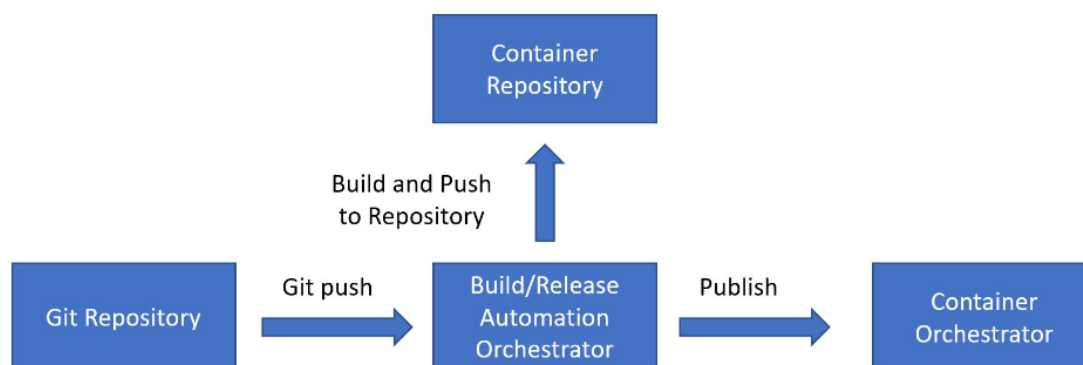 Container
Repository
Build and Push
to Repository
Git Repository
Git push
Build/Release
Automation
Orchestrator
Publish
Container
Orchestrator